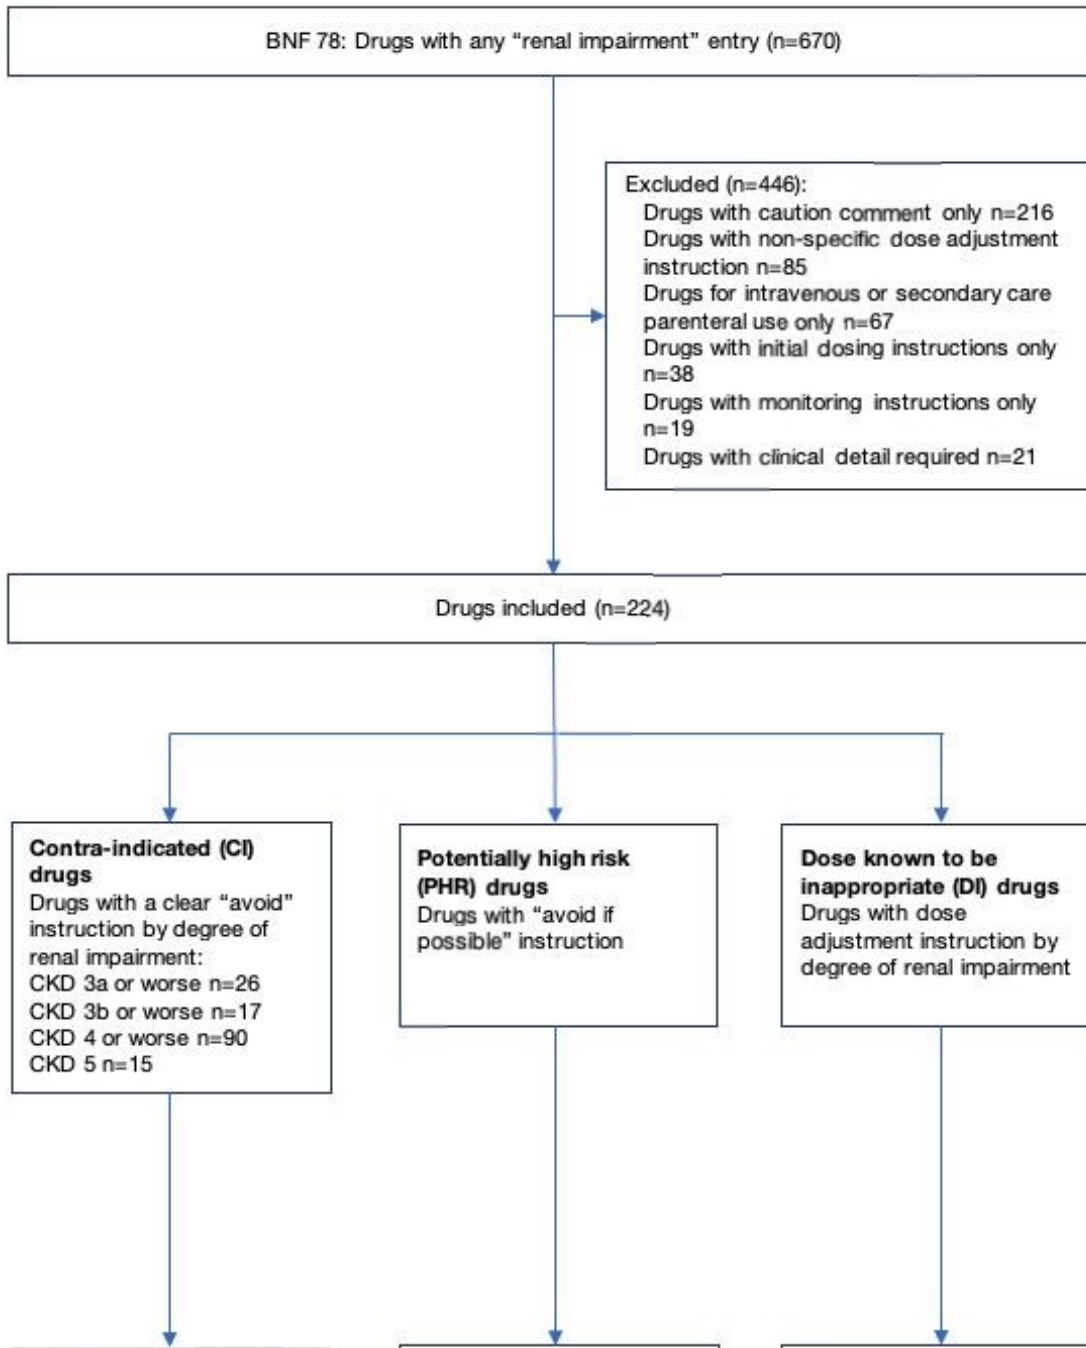 BNF 78: Drugs with any “renal impairment” entry (n=670)
Excluded (n=446):
Drugs with caution comment only n=216
Drugs with non-specific dose adjustment
instruction n=85
Drugs for intravenous or secondary care
parenteral use only n=67
Drugs with initial dosing instructions only
n=38
Drugs with monitoring instructions only
n=19
Drugs with clinical detail required n=21
Drugs included (n=224)
Contra-indicated (CI)
drugs
Drugs with a clear “avoid”
instruction by degree of
renal impairment:
CKD 3a or worse n=26
CKD 3b or worse n=17
CKD 4 or worse n=90
CKD 5 n=15
Potentially high risk
(PHR) drugs
Drugs with “avoid if
possible” instruction
Dose known to be
inappropriate (DI) drugs
Drugs with dose
adjustment instruction by
degree of renal impairment